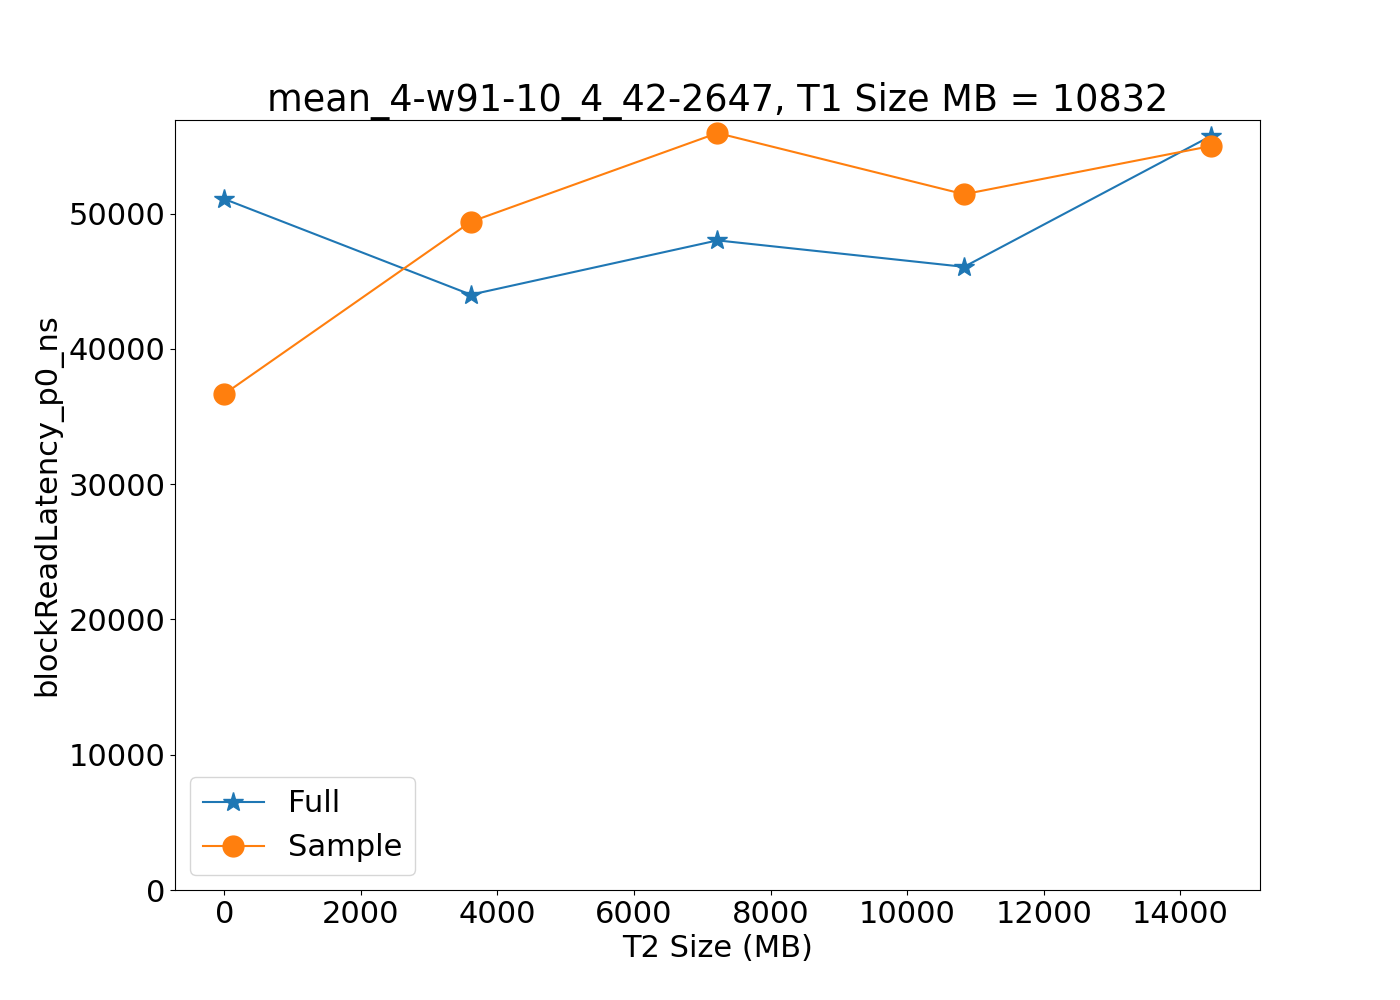 mean_4-w91-10_4_42-2647, T1 Size MB = 10832
blockReadLatency_p0_ns
50000
40000
30000
20000
10000
0
Full
Sample
0 2000 4000 6000 8000 10000 12000 14000
T2 Size (MB)